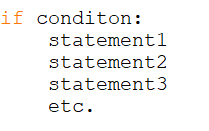 if conditon:
    statement1
    statement2
    statement3
    etc.